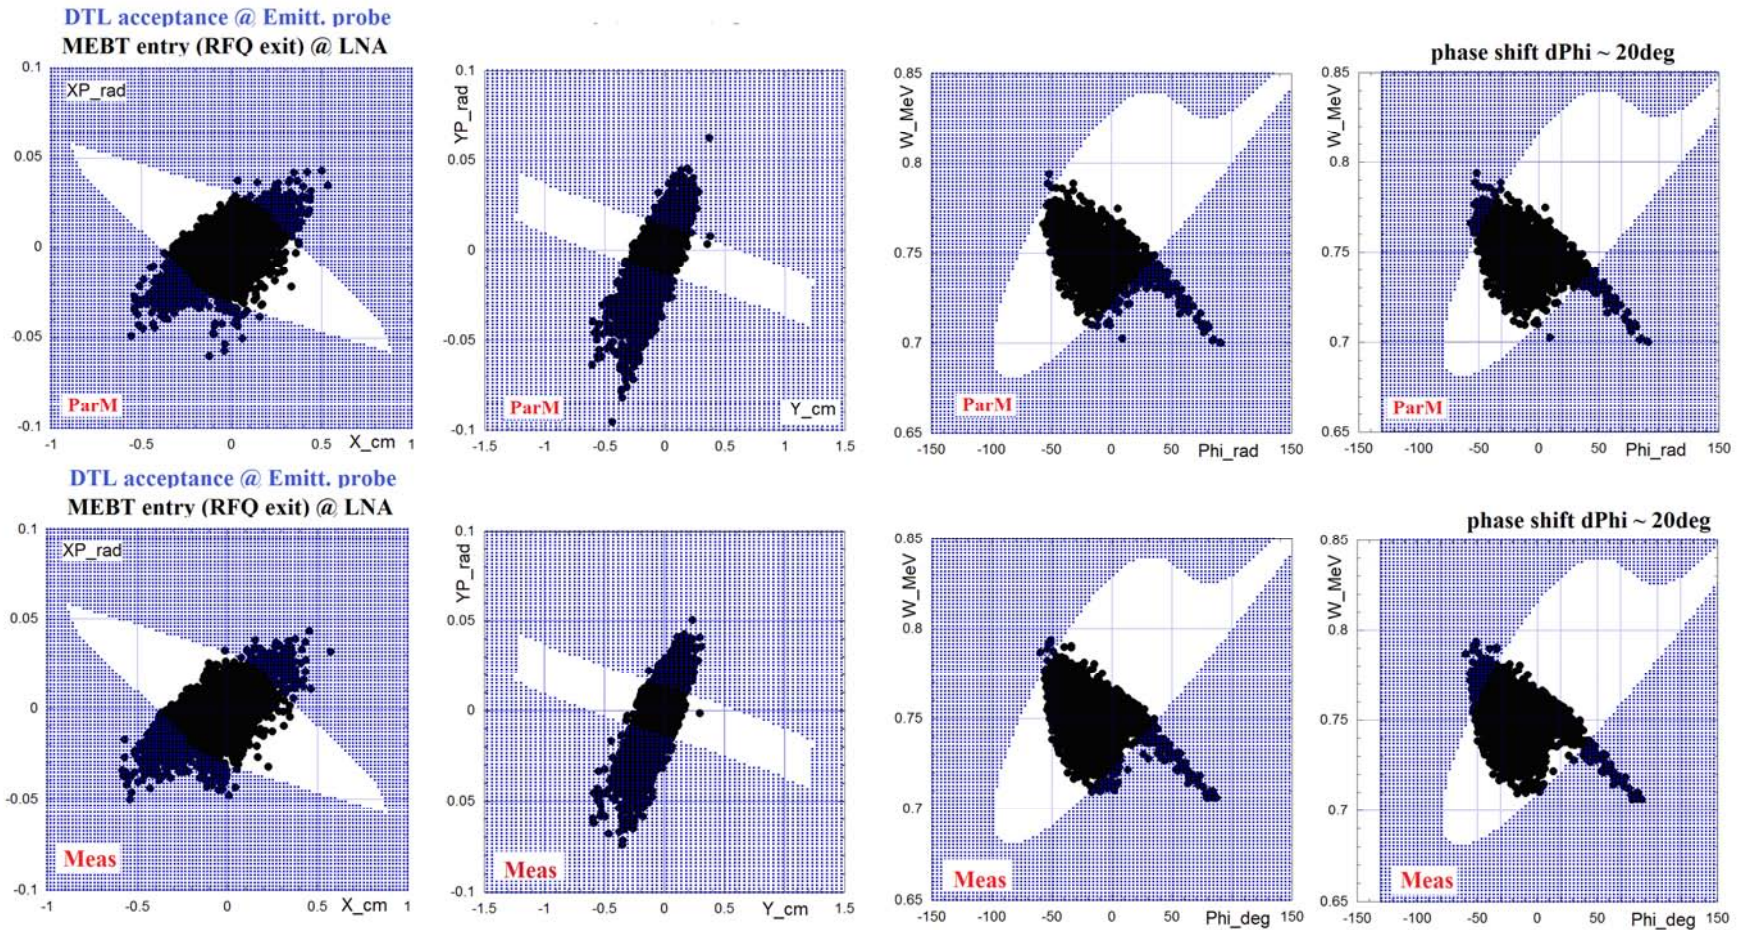 DTL acceptance @ Emitt. probe
MEBT entry (RFQ exit) @ LNA
phase shift dPhi ~ 20deg
0.1
0.05
0
-0.05
-0.1
XP_rad
ParM
-1
-0.5
0
0.5
1
X_cm
0.1
0.05
0
-0.05
-0.1
YP_rad
ParM
Y_cm
-1.5
-1
-0.5
0
0.5
1
1.5
0.85
0.8
0.75
0.7
0.65
W_MeV
ParM
-150
-100
-50
0
50
Phi_rad
150
0.85
0.8
0.75
0.7
0.65
W_MeV
ParM
-150
-100
-50
0
50
Phi_rad
150
DTL acceptance @ Emitt. probe
MEBT entry (RFQ exit) @ LNA
phase shift dPhi ~ 20deg
0.1
0.05
0
-0.05
-0.1
XP_rad
Meas
-1
-0.5
0
0.5
1
X_cm
0.1
0.05
0
0.05
-0.1
YP_rad
Meas
-1.5
-1
-0.5
0
0.5
1
1.5
Y_cm
0.85
0.8
0.75
0.7
0.65
W_MeV
Meas
-150
-100
-50
0
50
Phi_deg
150
0.85
0.8
0.75
0.7
0.65
W_MeV
Meas
-150
-100
-50
0
50
Phi_deg
150